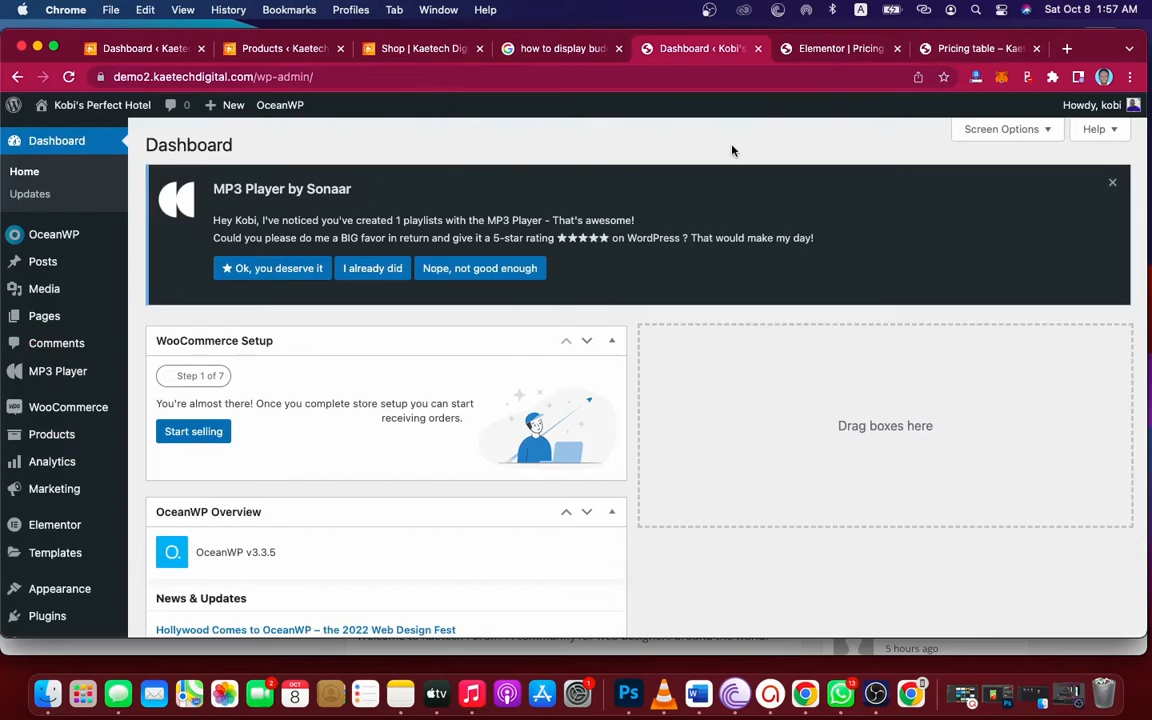 Chrome File Edit View History Bookmarks Profiles Tab Window Help A Sat Oct 8 1:57 AM
Dashboard ‹ Kaete Products ‹ Kaetech Shop | Kaetech Dig how to display bud Dashboard ‹ Kobi's Elementor | Pricing Pricing table – Kae
demo2.kaetechdigital.com/wp-admin/
Kobi's Perfect Hotel 0 New OceanWP Howdy, kobi
Screen Options Help
Dashboard
Home
Updates
OceanWP
Posts
Media
Pages
Comments
MP3 Player
WooCommerce
Products
Analytics
Marketing
Elementor
Templates
Appearance
Plugins
Dashboard
MP3 Player by Sonaar
Hey Kobi, I've noticed you've created 1 playlists with the MP3 Player - That's awesome!
Could you please do me a BIG favor in return and give it a 5-star rating ★★★★★ on WordPress ? That would make my day!
★ Ok, you deserve it I already did Nope, not good enough
WooCommerce Setup
Step 1 of 7
You're almost there! Once you complete store setup you can start
receiving orders.
Start selling
Drag boxes here
OceanWP Overview
O. OceanWP v3.3.5
News & Updates
Hollywood Comes to OceanWP – the 2022 Web Design Fest
5 hours ago
2 OCT 8 tv 1 Ps W 13